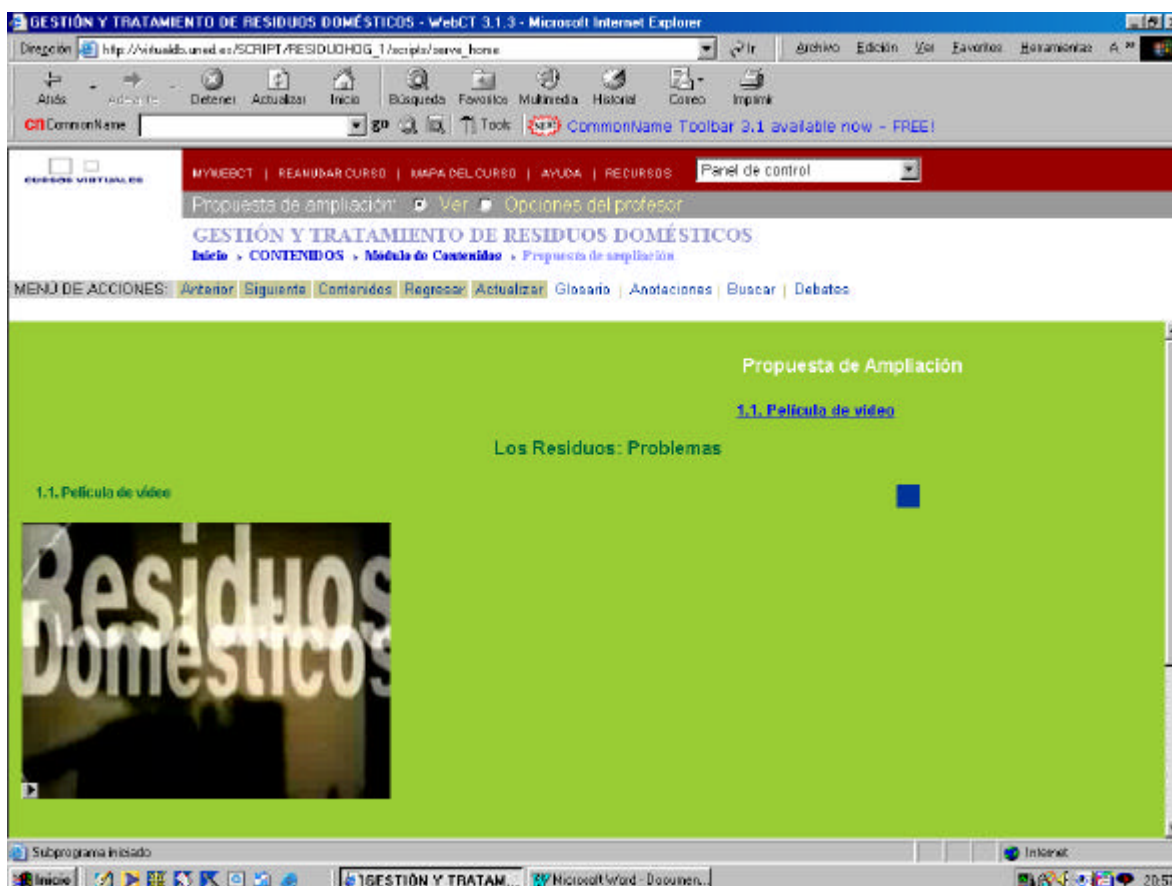 GESTIÓN Y TRATAMIENTO DE RESIDUOS DOMÉSTICOS - WebCT 3.1.3 - Microsoft Internet Explorer
Dirección http://virtualdb.uned.es/SCRIPT/RESIDUOHOG_1/scripts/serve_home Ir Archivo Edición Ver Favoritos Herramientas A »
Atrás Adelante Detener Actualizar Inicio Búsqueda Favoritos Multimedia Historial Correo Imprimir
CN CommonName go Tools NEW CommonName Toolbar 3.1 available now - FREE!
CURSOS VIRTUALES
MYWEBCT | REANUDAR CURSO | MAPA DEL CURSO | AYUDA | RECURSOS Panel de control
Propuesta de ampliación: Ver Opciones del profesor
GESTIÓN Y TRATAMIENTO DE RESIDUOS DOMÉSTICOS
Inicio › CONTENIDOS › Módulo de Contenidos › Propuesta de ampliación
MENÚ DE ACCIONES: Anterior Siguiente Contenidos Regresar Actualizar Glosario | Anotaciones | Buscar | Debates
Propuesta de Ampliación
1.1. Película de vídeo
Los Residuos: Problemas
1.1. Película de vídeo
Residuos
Domésticos
Subprograma iniciado Internet
Inicio GESTIÓN Y TRATAM... Microsoft Word - Documen...